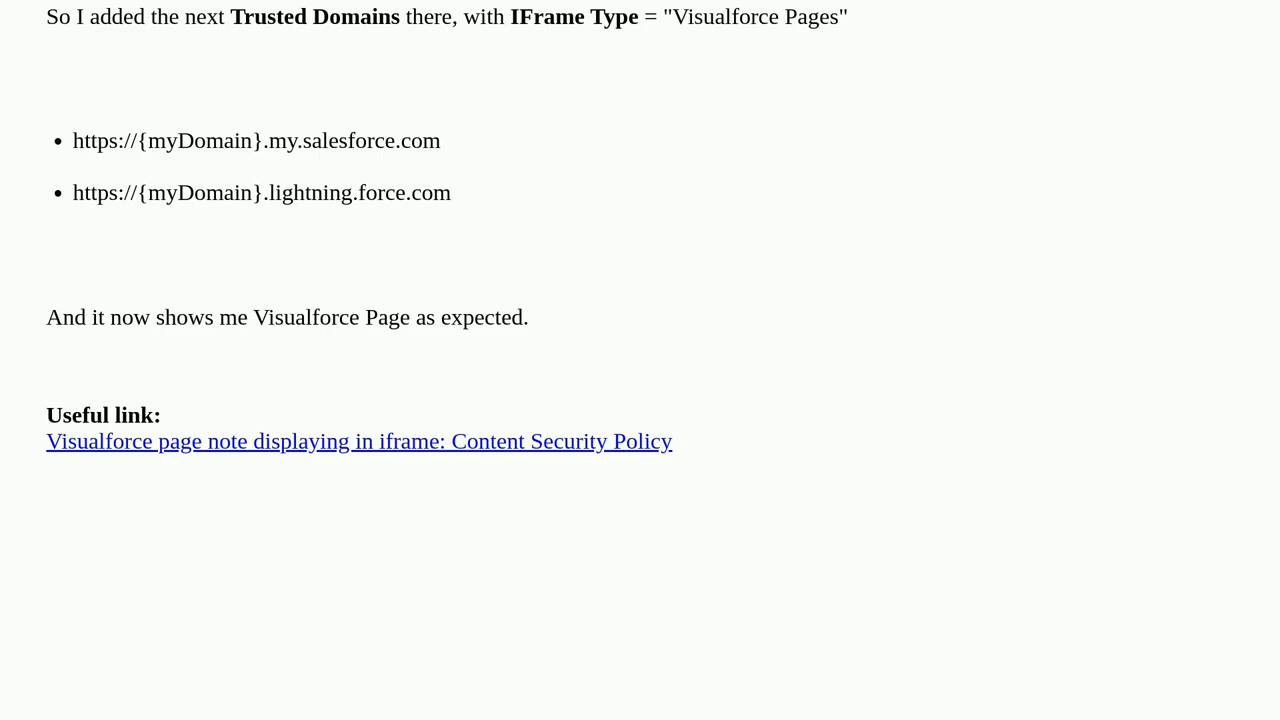 So I added the next Trusted Domains there, with IFrame Type = "Visualforce Pages"
• https://{myDomain}.my.salesforce.com
• https://{myDomain}.lightning.force.com
And it now shows me Visualforce Page as expected.
Useful link:
Visualforce page note displaying in iframe: Content Security Policy